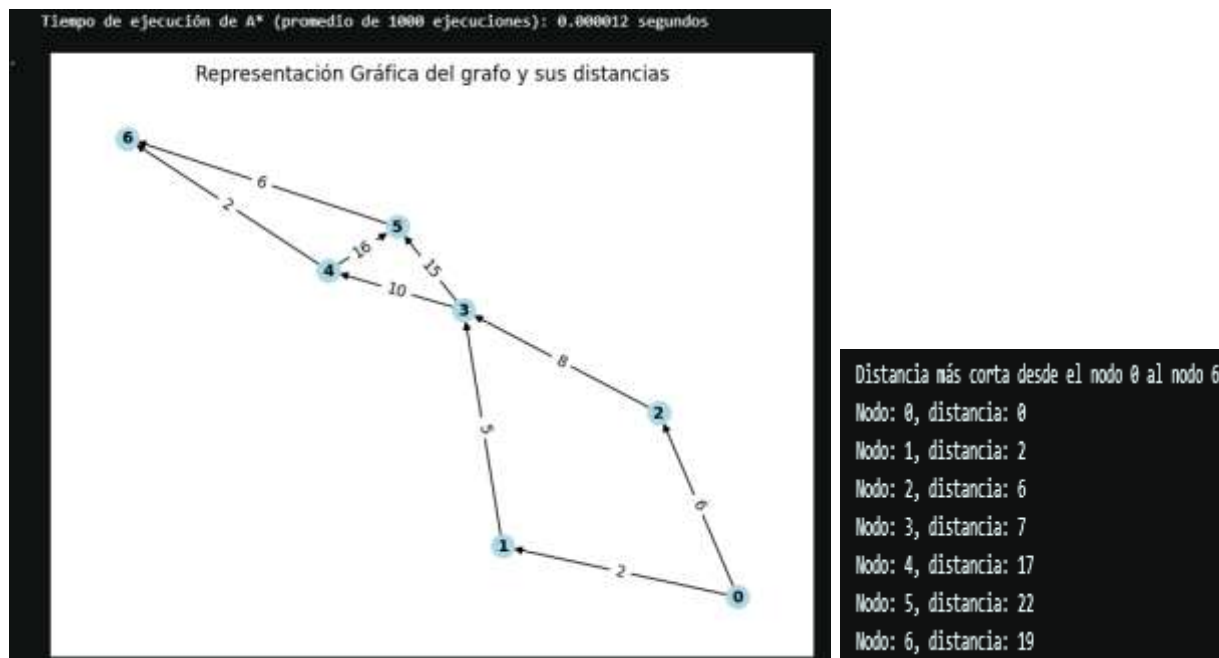 Tiempo de ejecución de A* (promedio de 1000 ejecuciones): 0.000012 segundos
Representación Gráfica del grafo y sus distancias
6
6
2
5
16
4
15
10
3
8
2
5
6
1
2
0
Distancia más corta desde el nodo 0 al nodo 6
Nodo: 0, distancia: 0
Nodo: 1, distancia: 2
Nodo: 2, distancia: 6
Nodo: 3, distancia: 7
Nodo: 4, distancia: 17
Nodo: 5, distancia: 22
Nodo: 6, distancia: 19